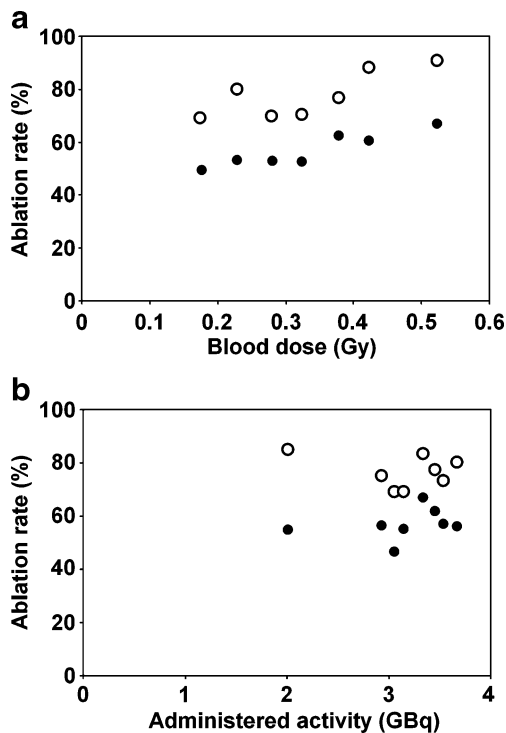 a
Ablation rate (%)
100
80
60
40
20
0
0 0.1 0.2 0.3 0.4 0.5 0.6
Blood dose (Gy)
b
Ablation rate (%)
100
80
60
40
20
0
0 1 2 3 4
Administered activity (GBq)